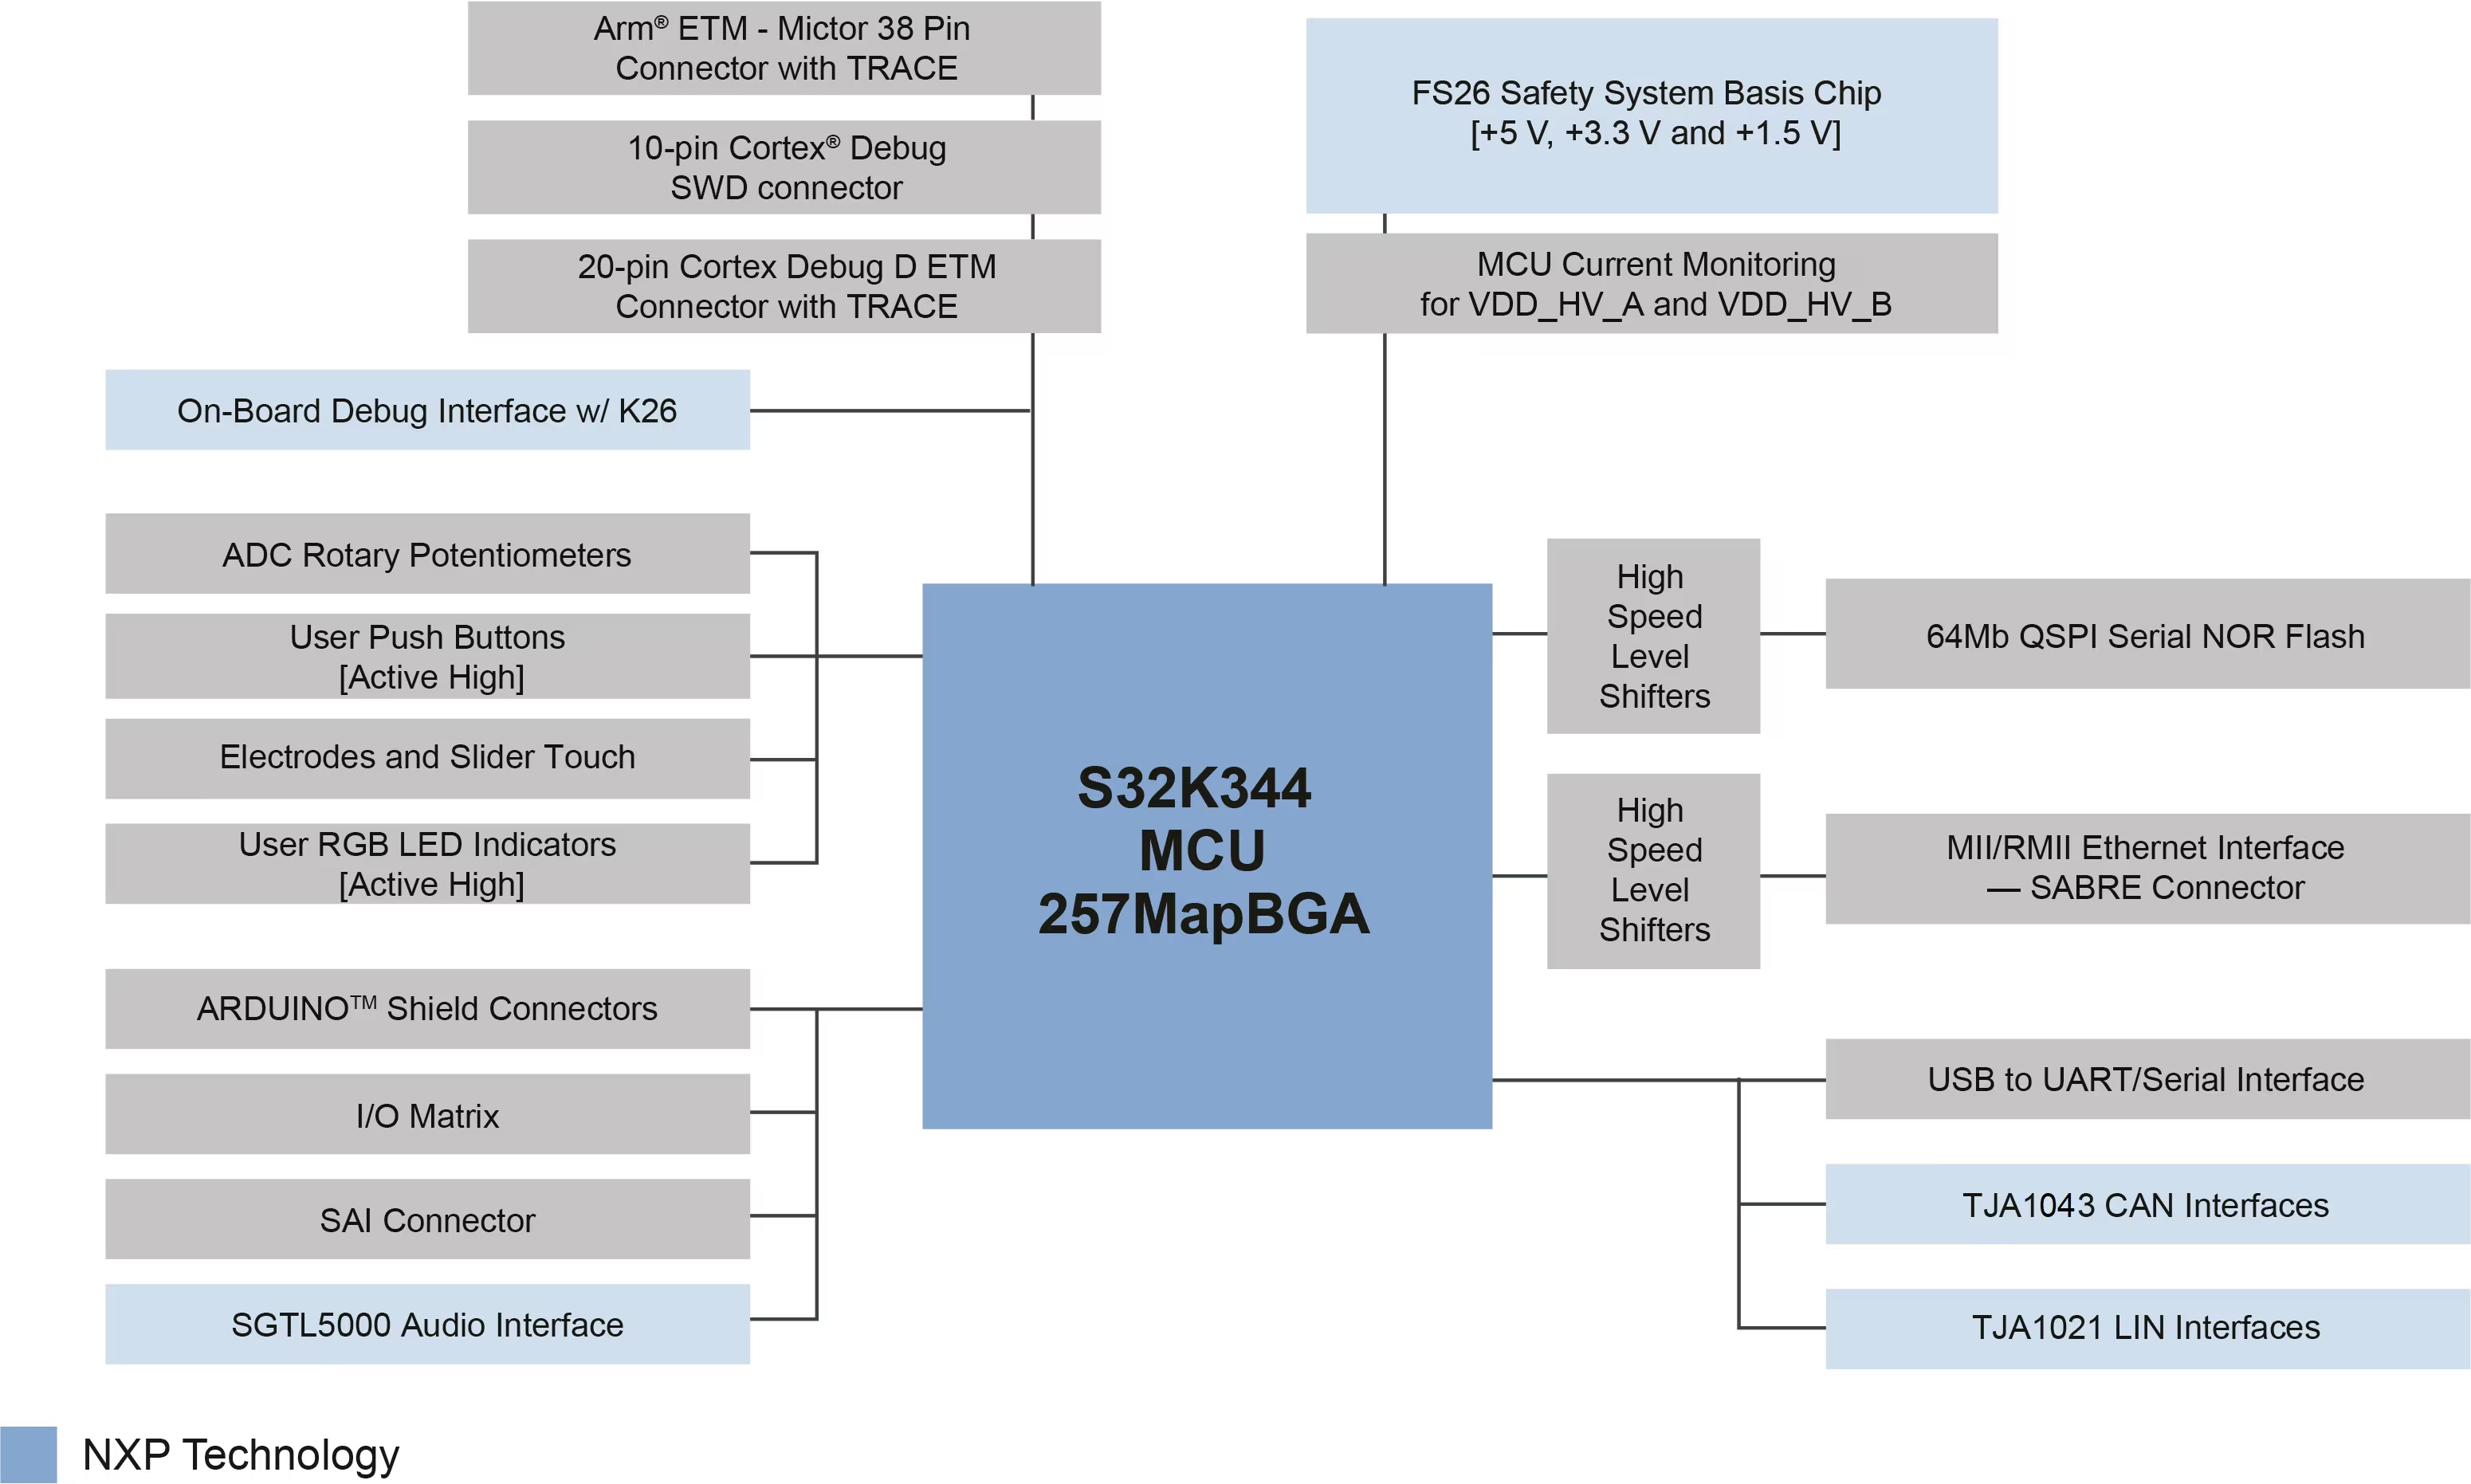 Arm® ETM - Mictor 38 Pin
Connector with TRACE
10-pin Cortex® Debug
SWD connector
20-pin Cortex Debug D ETM
Connector with TRACE
FS26 Safety System Basis Chip
[+5 V, +3.3 V and +1.5 V]
MCU Current Monitoring
for VDD_HV_A and VDD_HV_B
On-Board Debug Interface w/ K26
ADC Rotary Potentiometers
User Push Buttons
[Active High]
Electrodes and Slider Touch
User RGB LED Indicators
[Active High]
ARDUINO™ Shield Connectors
I/O Matrix
SAI Connector
SGTL5000 Audio Interface
S32K344
MCU
257MapBGA
High
Speed
Level
Shifters
64Mb QSPI Serial NOR Flash
High
Speed
Level
Shifters
MII/RMII Ethernet Interface
— SABRE Connector
USB to UART/Serial Interface
TJA1043 CAN Interfaces
TJA1021 LIN Interfaces
NXP Technology